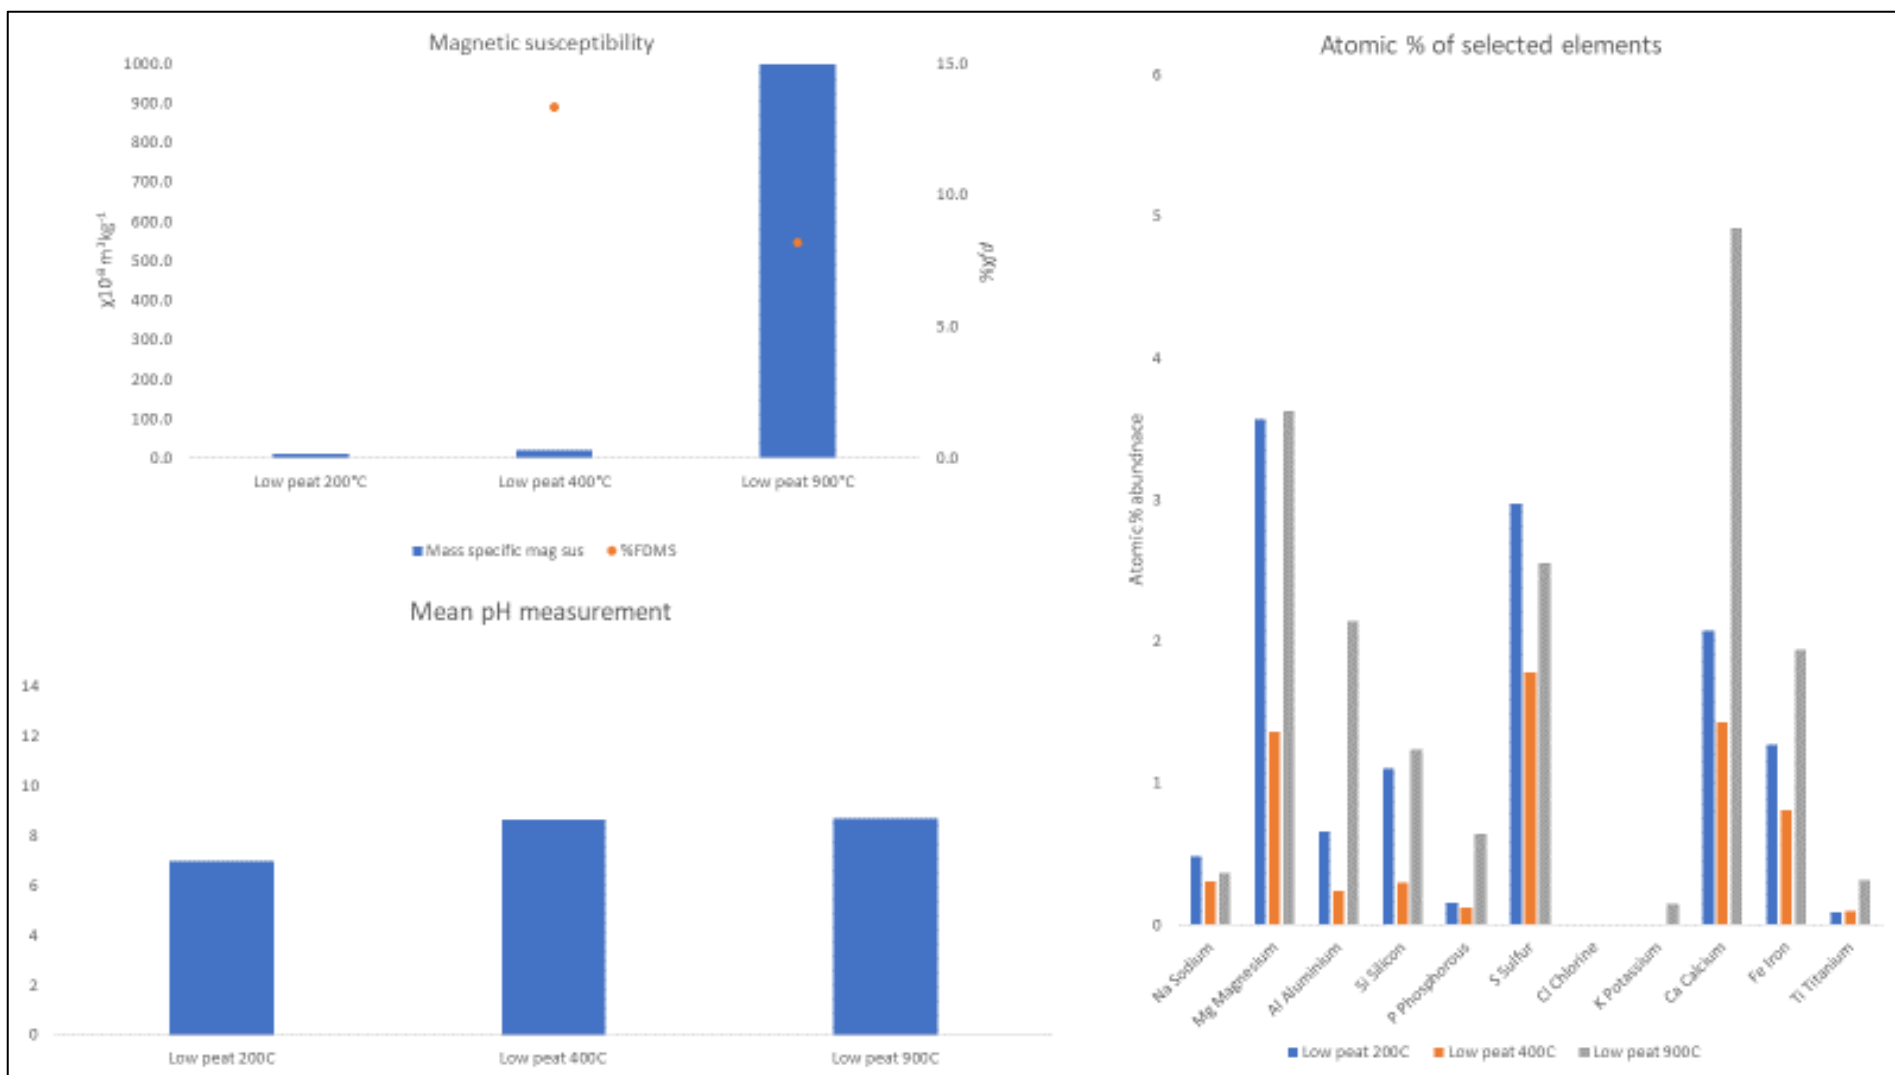 Magnetic susceptibility
1000.0
900.0
800.0
700.0
600.0
500.0
400.0
300.0
200.0
100.0
0.0
χ10⁻⁸ m³kg⁻¹
15.0
10.0
5.0
0.0
%χfd
Low peat 200°C
Low peat 400°C
Low peat 900°C
Mass specific mag sus
%FDMS
Mean pH measurement
14
12
10
8
6
4
2
0
Low peat 200C
Low peat 400C
Low peat 900C
Atomic % of selected elements
6
5
4
3
2
1
0
Atomic% abundnace
Na Sodium
Mg Magnesium
Al Aluminium
Si Silicon
P Phosphorous
S Sulfur
Cl Chlorine
K Potassium
Ca Calcium
Fe Iron
Ti Titanium
Low peat 200C
Low peat 400C
Low peat 900C